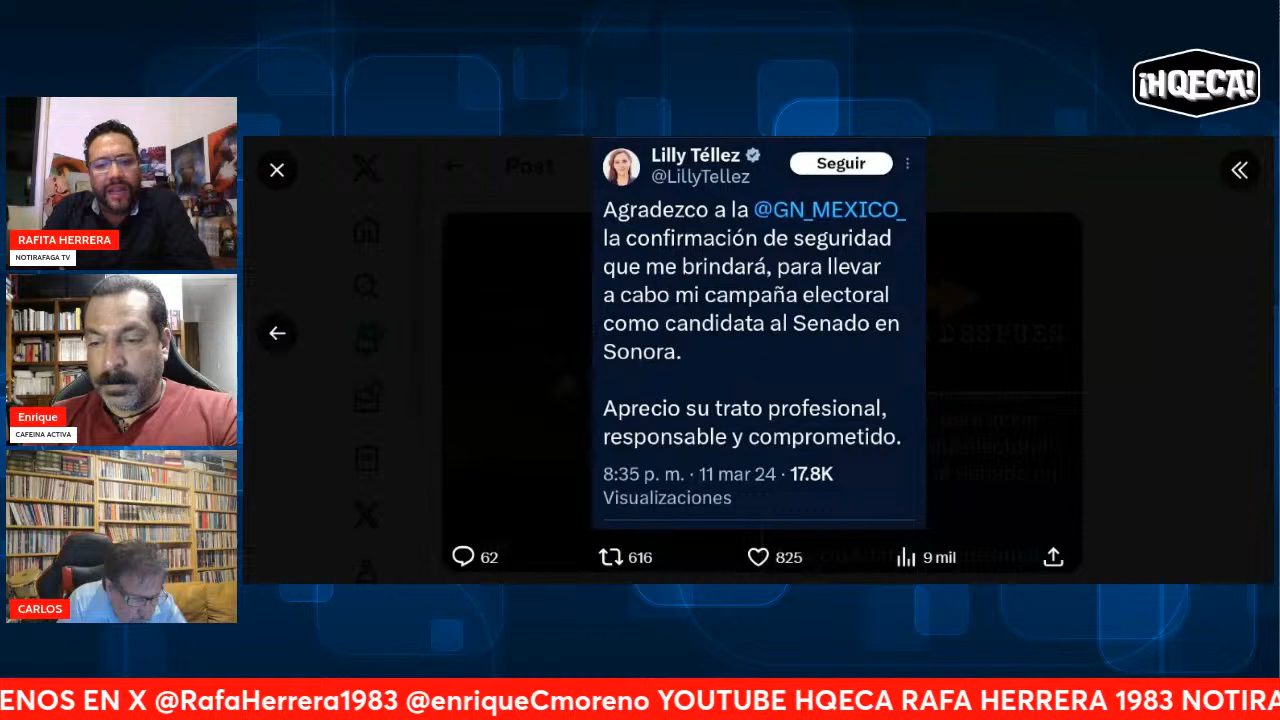 ¡HQECA!
RAFITA HERRERA
NOTIRAFAGA TV
Enrique
CAFEINA ACTIVA
CARLOS
Post
Lilly Téllez
@LillyTellez
Seguir
Agradezco a la @GN_MEXICO_
la confirmación de seguridad
que me brindará, para llevar
a cabo mi campaña electoral
como candidata al Senado en
Sonora.
Aprecio su trato profesional,
responsable y comprometido.
8:35 p. m. · 11 mar 24 · 17.8K
Visualizaciones
DESPUES
62
616
825
9 mil
ENOS EN X @RafaHerrera1983 @enriqueCmoreno YOUTUBE HQECA RAFA HERRERA 1983 NOTIRA